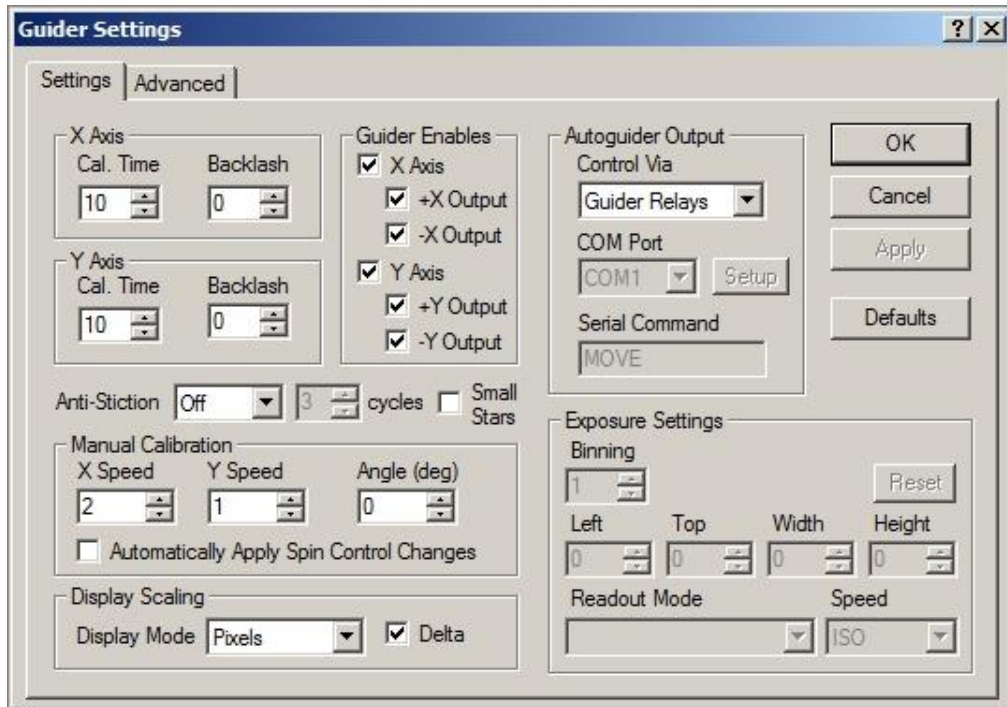 Guider Settings
Settings
Advanced
X Axis
Cal. Time
Backlash
10
0
Y Axis
Cal. Time
Backlash
10
0
Guider Enables
X Axis
+X Output
-X Output
Y Axis
+Y Output
-Y Output
Autoguider Output
Control Via
Guider Relays
COM Port
COM1
Setup
Serial Command
MOVE
OK
Cancel
Apply
Defaults
Anti-Stiction
Off
3
cycles
Small
Stars
Manual Calibration
X Speed
Y Speed
Angle (deg)
2
1
0
Automatically Apply Spin Control Changes
Display Scaling
Display Mode
Pixels
Delta
Exposure Settings
Binning
1
Reset
Left
Top
Width
Height
0
0
0
0
Readout Mode
Speed
ISO